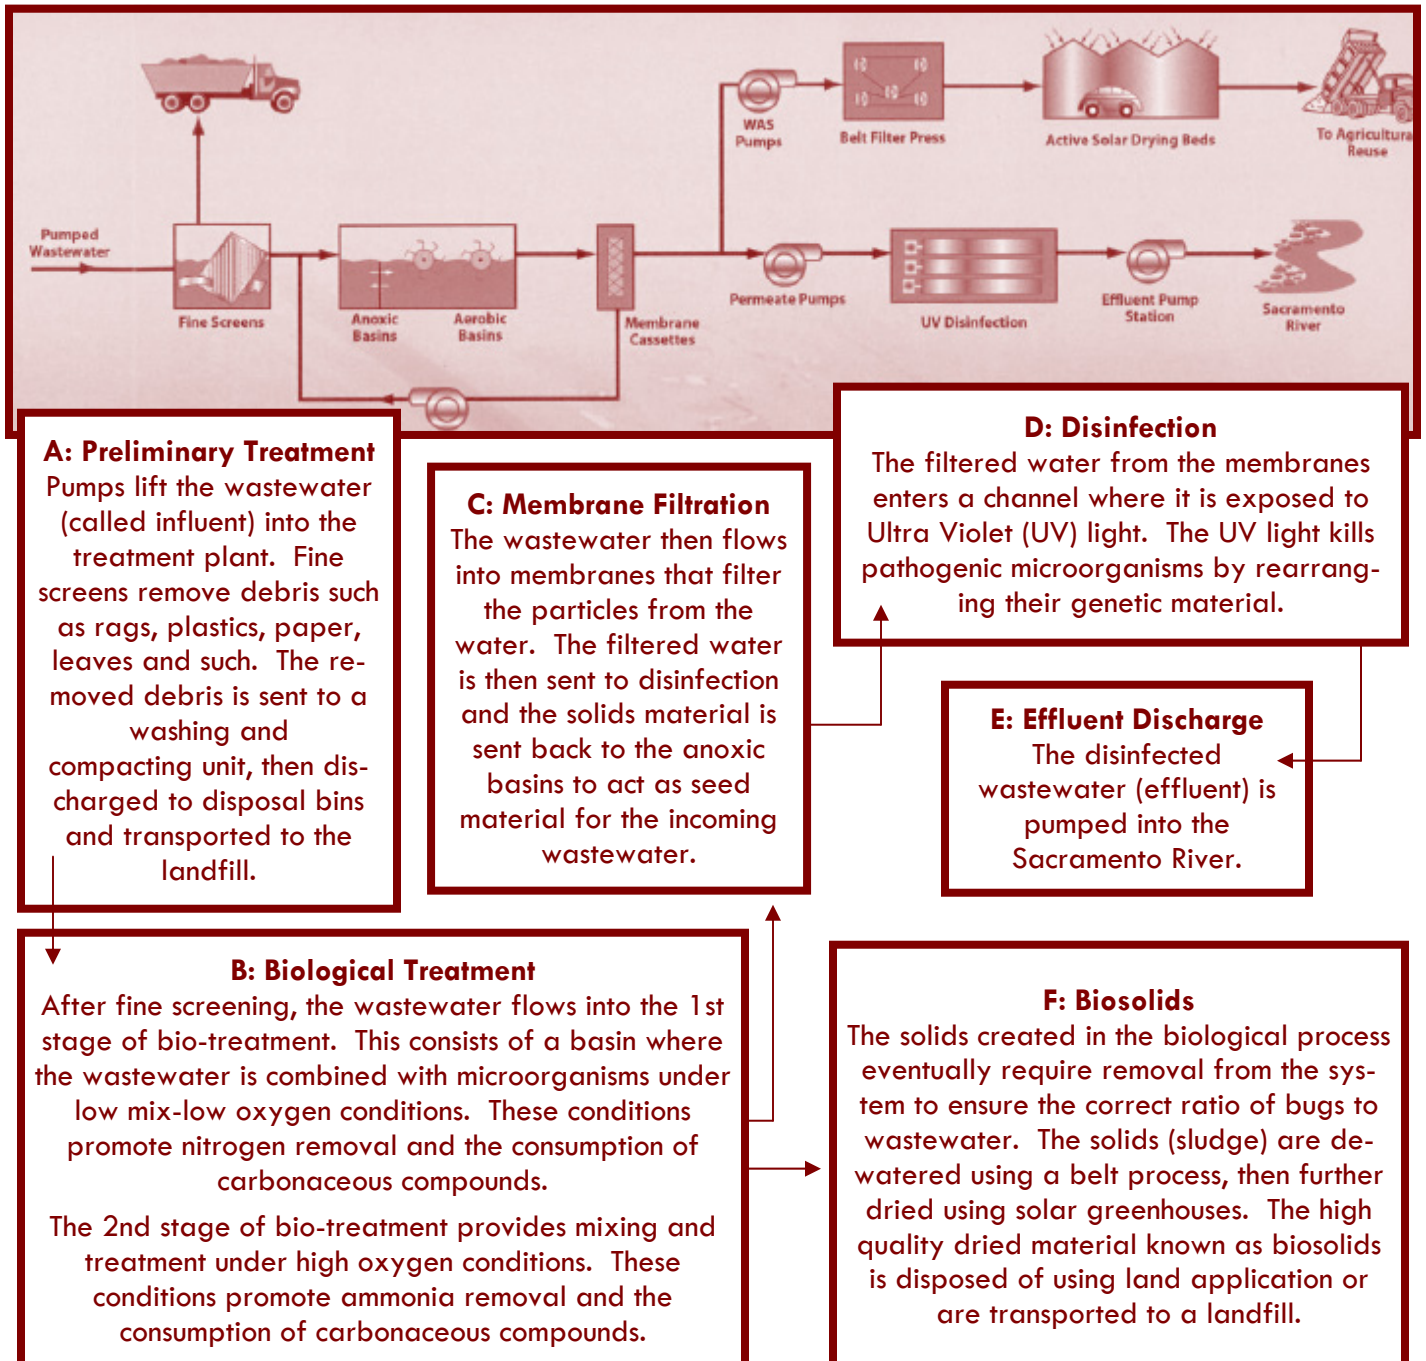 WAS
Pumps
Belt Filter Press
Active Solar Drying Beds
To Agricultura
Reuse
Pumped
Wastewater
Fine Screens
Anoxic
Basins
Aerobic
Basins
Membrane
Cassettes
Permeate Pumps
UV Disinfection
Effluent Pump
Station
Sacramento
River
A: Preliminary Treatment
Pumps lift the wastewater
(called influent) into the
treatment plant.  Fine
screens remove debris such
as rags, plastics, paper,
leaves and such.  The re-
moved debris is sent to a
washing and
compacting unit, then dis-
charged to disposal bins
and transported to the
landfill.
B: Biological Treatment
After fine screening, the wastewater flows into the 1st
stage of bio-treatment.  This consists of a basin where
the wastewater is combined with microorganisms under
low mix-low oxygen conditions.  These conditions
promote nitrogen removal and the consumption of
carbonaceous compounds.
The 2nd stage of bio-treatment provides mixing and
treatment under high oxygen conditions.  These
conditions promote ammonia removal and the
consumption of carbonaceous compounds.
C: Membrane Filtration
The wastewater then flows
into membranes that filter
the particles from the
water.  The filtered water
is then sent to disinfection
and the solids material is
sent back to the anoxic
basins to act as seed
material for the incoming
wastewater.
D: Disinfection
The filtered water from the membranes
enters a channel where it is exposed to
Ultra Violet (UV) light.  The UV light kills
pathogenic microorganisms by rearrang-
ing their genetic material.
E: Effluent Discharge
The disinfected
wastewater (effluent) is
pumped into the
Sacramento River.
F: Biosolids
The solids created in the biological process
eventually require removal from the sys-
tem to ensure the correct ratio of bugs to
wastewater.  The solids (sludge) are de-
watered using a belt process, then further
dried using solar greenhouses.  The high
quality dried material known as biosolids
is disposed of using land application or
are transported to a landfill.